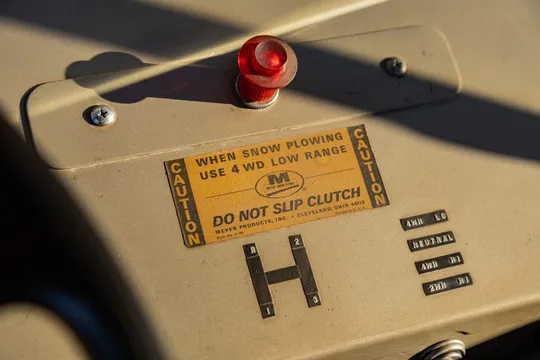 WHEN SNOW PLOWING
USE 4 WD LOW RANGE
CAUTION
CAUTION
M
DO NOT SLIP CLUTCH
MEYER PRODUCTS, INC. • CLEVELAND, OHIO 44112
R 2
1 3
4WD LO
NEUTRAL
4WD HI
2WD HI